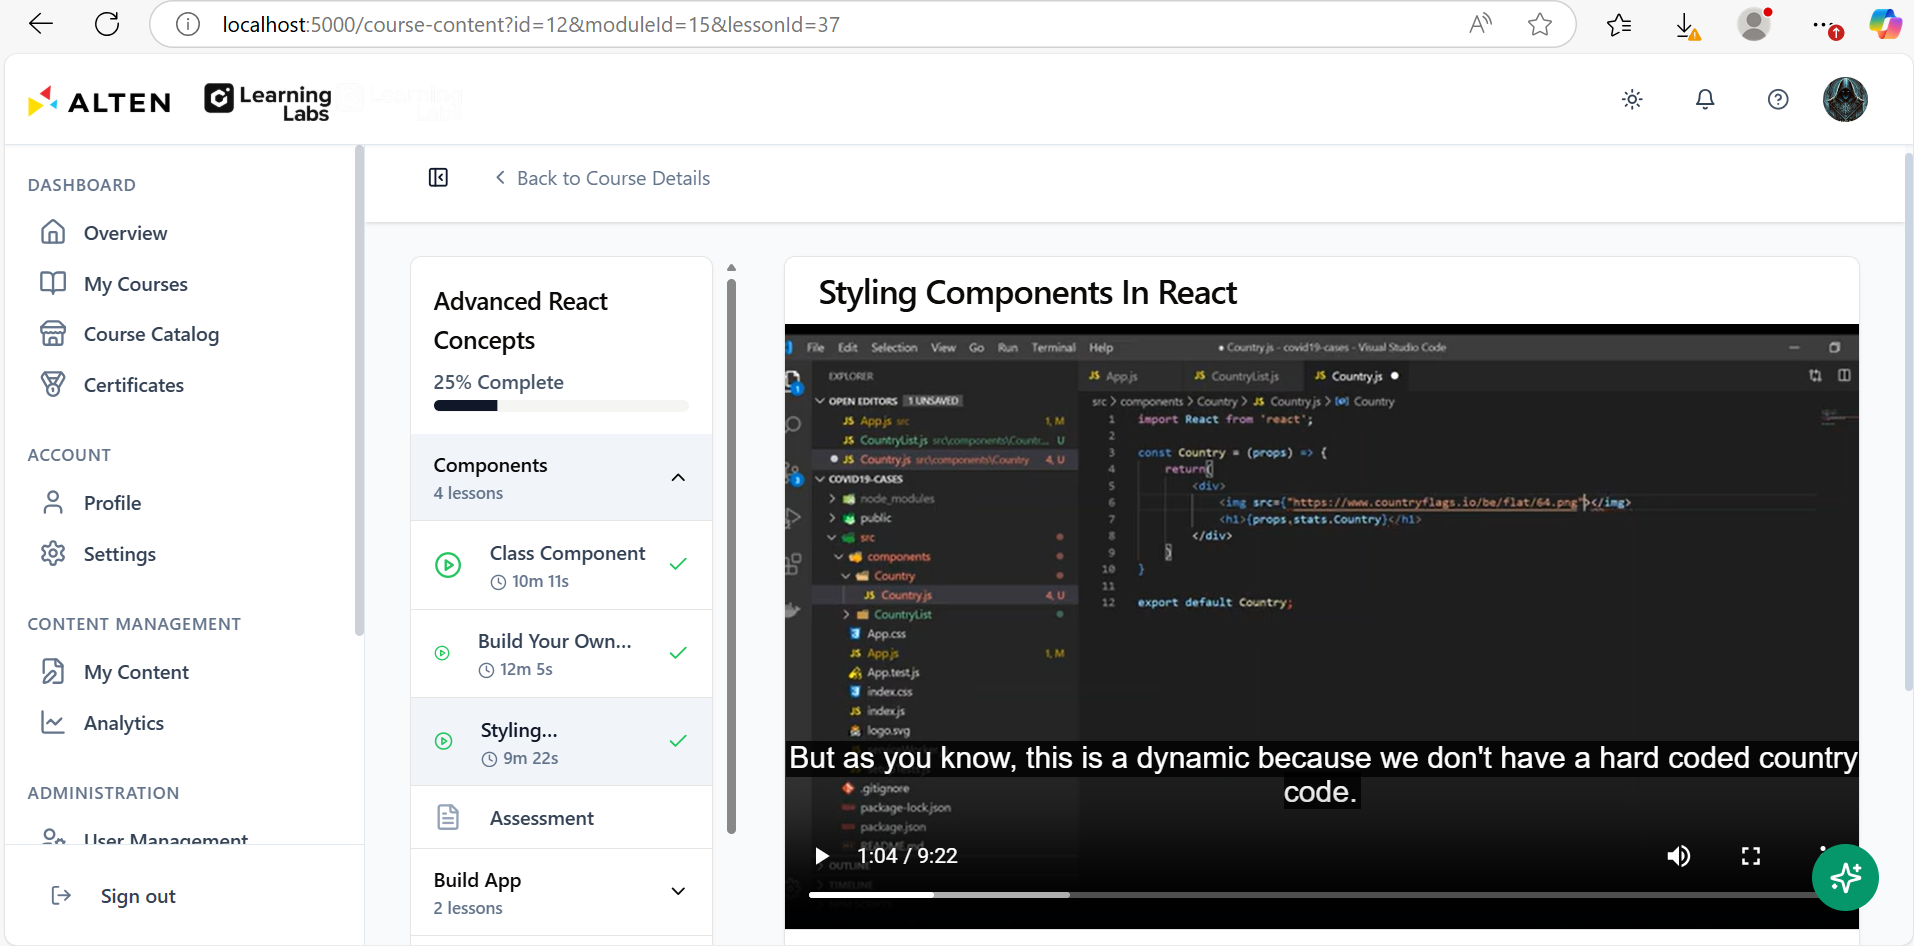 localhost:5000/course-content?id=12&moduleId=15&lessonId=37
ALTEN
Learning
Labs
DASHBOARD
Overview
My Courses
Course Catalog
Certificates
ACCOUNT
Profile
Settings
CONTENT MANAGEMENT
My Content
Analytics
ADMINISTRATION
User Management
Sign out
Back to Course Details
Advanced React
Concepts
25% Complete
Components
4 lessons
Class Component
10m 11s
Build Your Own...
12m 5s
Styling...
9m 22s
Assessment
Build App
2 lessons
Styling Components In React
File Edit Selection View Go Run Terminal Help
● Country.js - covid19-cases - Visual Studio Code
EXPLORER
OPEN EDITORS 1 UNSAVED
JS App.js src 1, M
JS CountryList.js src\components\Countr... U
● JS Country.js src\components\Country 4, U
COVID19-CASES
node_modules
public
src
components
Country
JS Country.js 4, U
CountryList
App.css
JS App.js 1, M
App.test.js
index.css
JS index.js
logo.svg
.gitignore
package-lock.json
package.json
README.md
OUTLINE
TIMELINE
JS App.js JS CountryList.js JS Country.js ●
src > components > Country > JS Country.js > Country
1 import React from 'react';
2
3 const Country = (props) => {
4 return(
5 <div>
6 <img src={"https://www.countryflags.io/be/flat/64.png"></img>
7 <h1>{props.stats.Country}</h1>
8 </div>
9 )
10 }
11
12 export default Country;
But as you know, this is a dynamic because we don't have a hard coded country
code.
1:04 / 9:22